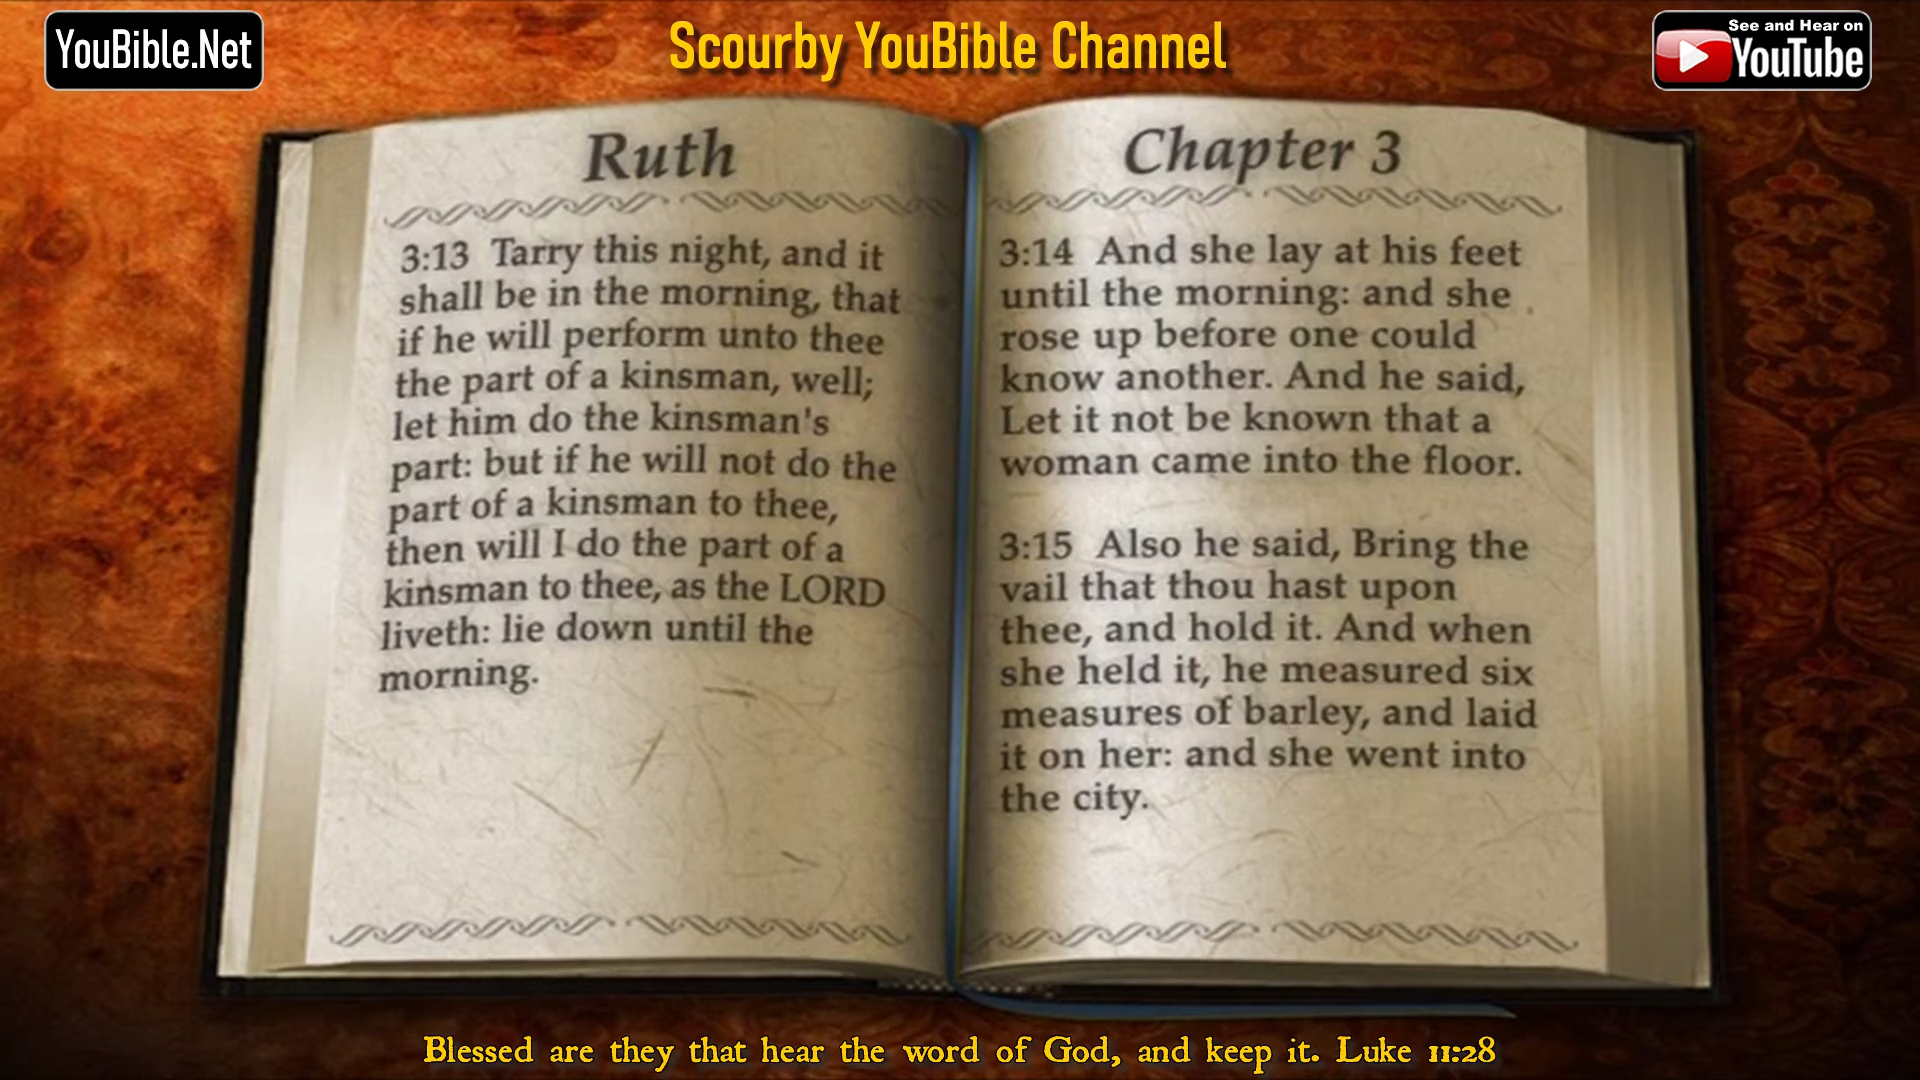 YouBible.Net
Scourby YouBible Channel
See and Hear on
YouTube
Ruth
3:13 Tarry this night, and it
shall be in the morning, that
if he will perform unto thee
the part of a kinsman, well;
let him do the kinsman's
part: but if he will not do the
part of a kinsman to thee,
then will I do the part of a
kinsman to thee, as the LORD
liveth: lie down until the
morning.
Chapter 3
3:14 And she lay at his feet
until the morning: and she
rose up before one could
know another. And he said,
Let it not be known that a
woman came into the floor.
3:15 Also he said, Bring the
vail that thou hast upon
thee, and hold it. And when
she held it, he measured six
measures of barley, and laid
it on her: and she went into
the city.
Blessed are they that hear the word of God, and keep it. Luke 11:28